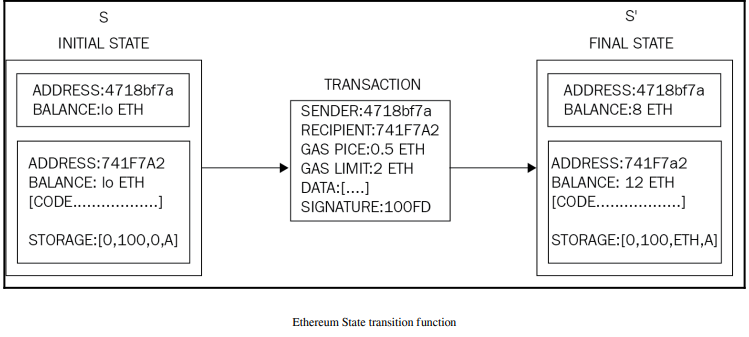 S
INITIAL STATE
ADDRESS:4718bf7a
BALANCE:Io ETH
ADDRESS:741F7A2
BALANCE: Io ETH
[CODE..................]
STORAGE:[0,100,0,A]
TRANSACTION
SENDER:4718bf7a
RECIPIENT:741F7A2
GAS PICE:0.5 ETH
GAS LIMIT:2 ETH
DATA:[....]
SIGNATURE:100FD
S'
FINAL STATE
ADDRESS:4718bf7a
BALANCE:8 ETH
ADDRESS:741F7a2
BALANCE: 12 ETH
[CODE..................]
STORAGE:[0,100,ETH,A]
Ethereum State transition function